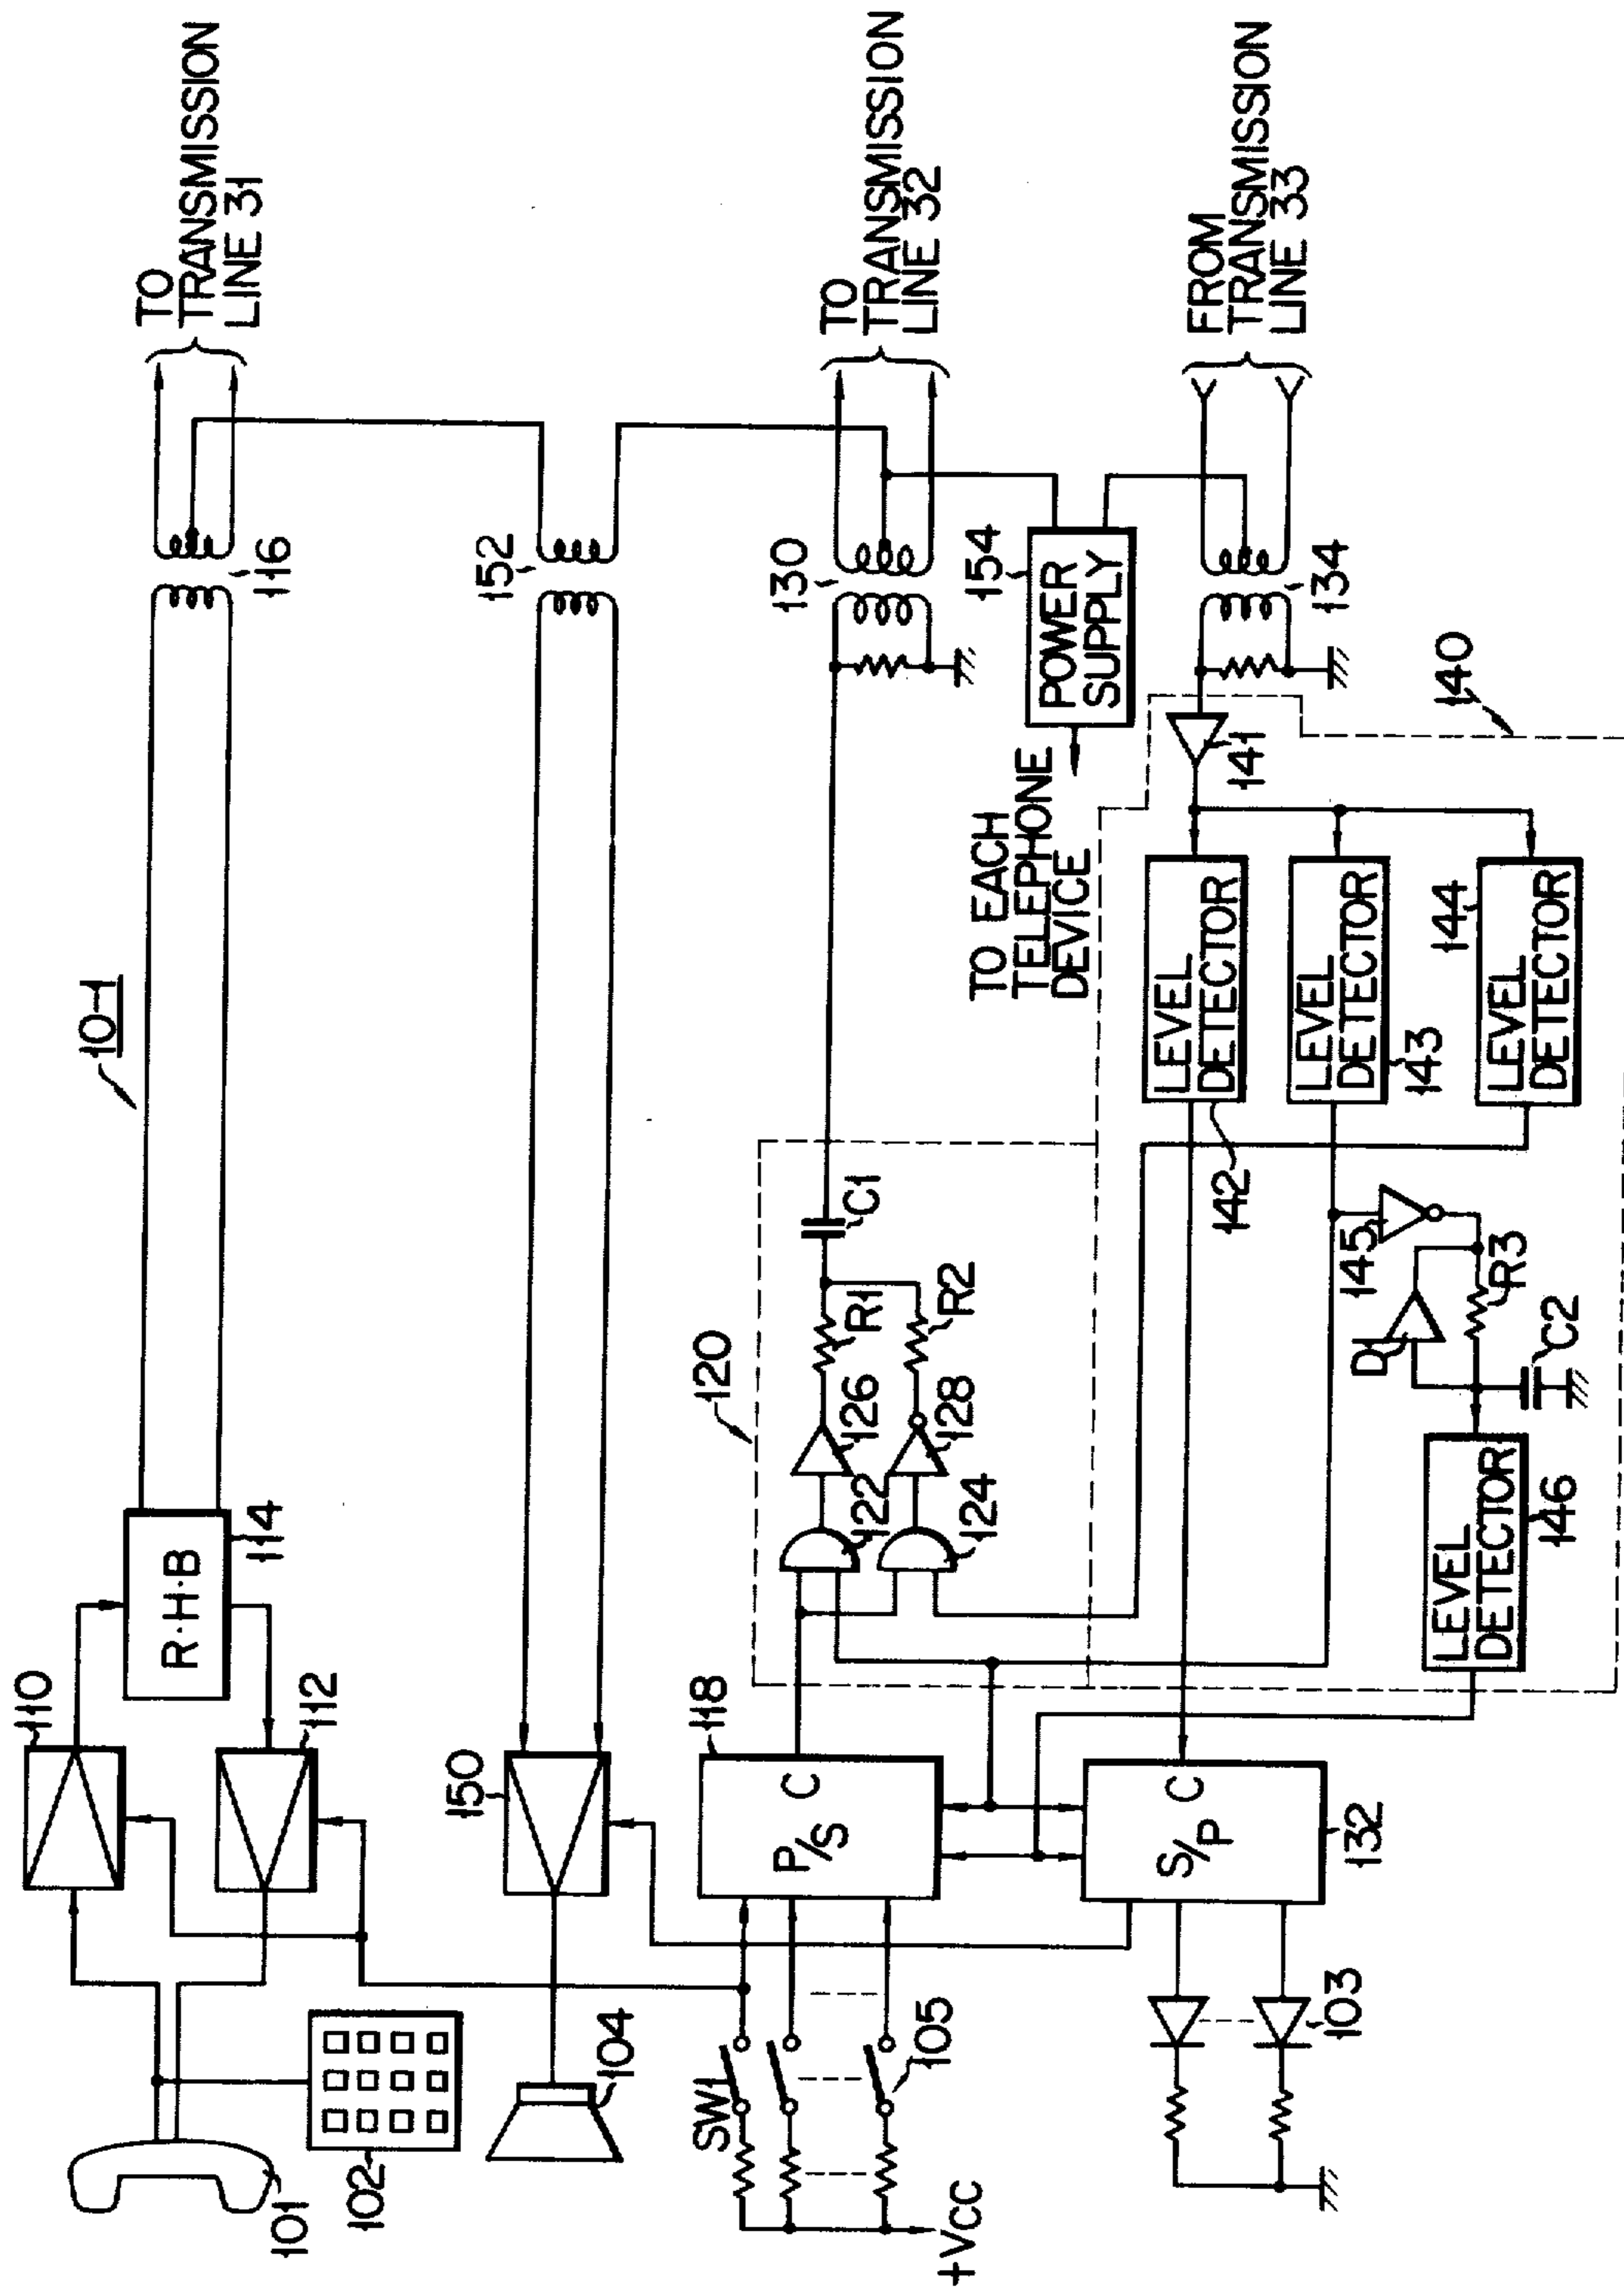 10-1
110
R·H·B
114
112
101
102
116
TO
TRANSMISSION
LINE 31
150
104
152
120
118
P/S
C
SW1
105
+VCC
122
124
126
128
R1
R2
C1
130
TO
TRANSMISSION
LINE 32
TO EACH
TELEPHONE
DEVICE
POWER
SUPPLY
154
FROM
TRANSMISSION
LINE 33
134
140
141
LEVEL
DETECTOR
142
LEVEL
DETECTOR
143
LEVEL
DETECTOR
144
145
D1
R3
C2
LEVEL
DETECTOR
146
S/P
C
132
103